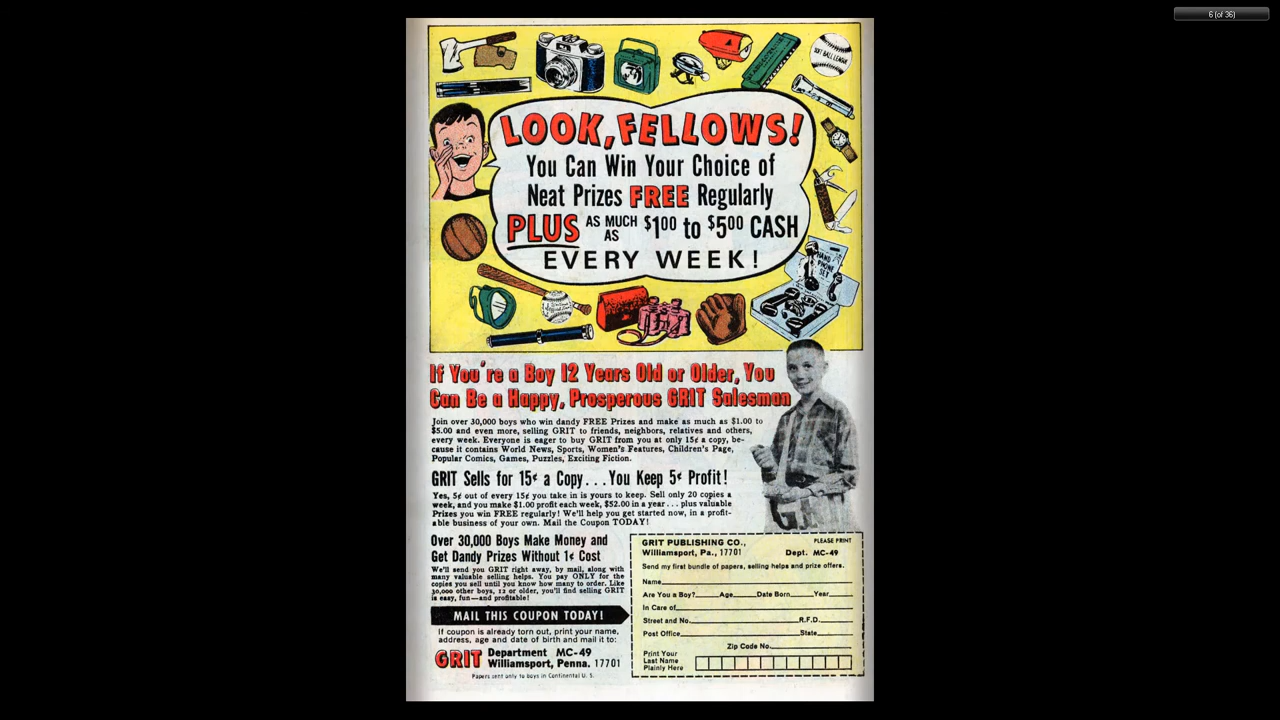 6 (of 36)
SOFT BALL LEAGUE
LOOK, FELLOWS!
You Can Win Your Choice of
Neat Prizes FREE Regularly
PLUS AS MUCH AS $100 to $500 CASH
EVERY WEEK!
HAND PHONE SET
If You're a Boy 12 Years Old or Older, You
Can Be a Happy, Prosperous GRIT Salesman
Join over 30,000 boys who win dandy FREE Prizes and make as much as $1.00 to
$5.00 and even more, selling GRIT to friends, neighbors, relatives and others,
every week. Everyone is eager to buy GRIT from you at only 15¢ a copy, be-
cause it contains World News, Sports, Women's Features, Children's Page,
Popular Comics, Games, Puzzles, Exciting Fiction.
GRIT Sells for 15¢ a Copy...You Keep 5¢ Profit!
Yes, 5¢ out of every 15¢ you take in is yours to keep. Sell only 20 copies a
week, and you make $1.00 profit each week, $52.00 in a year... plus valuable
Prizes you win FREE regularly! We'll help you get started now, in a profit-
able business of your own. Mail the Coupon TODAY!
Over 30,000 Boys Make Money and
Get Dandy Prizes Without 1¢ Cost
We'll send you GRIT right away, by mail, along with
many valuable selling helps. You pay ONLY for the
copies you sell until you know how many to order. Like
30,000 other boys, 12 or older, you'll find selling GRIT
is easy, fun—and profitable!
MAIL THIS COUPON TODAY!
If coupon is already torn out, print your name,
address, age and date of birth and mail it to:
GRIT Department MC-49
Williamsport, Penna. 17701
Papers sent only to boys in Continental U. S.
GRIT PUBLISHING CO., PLEASE PRINT
Williamsport, Pa., 17701 Dept. MC-49
Send my first bundle of papers, selling helps and prize offers.
Name
Are You a Boy? Age Date Born Year
In Care of
Street and No. R.F.D.
Post Office State
Zip Code No.
Print Your
Last Name
Plainly Here